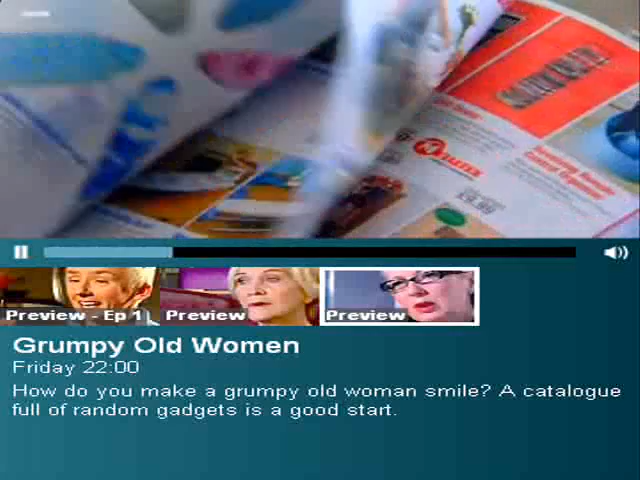 Preview - Ep 1
Preview
Preview
Grumpy Old Women
Friday 22:00
How do you make a grumpy old woman smile? A catalogue
full of random gadgets is a good start.